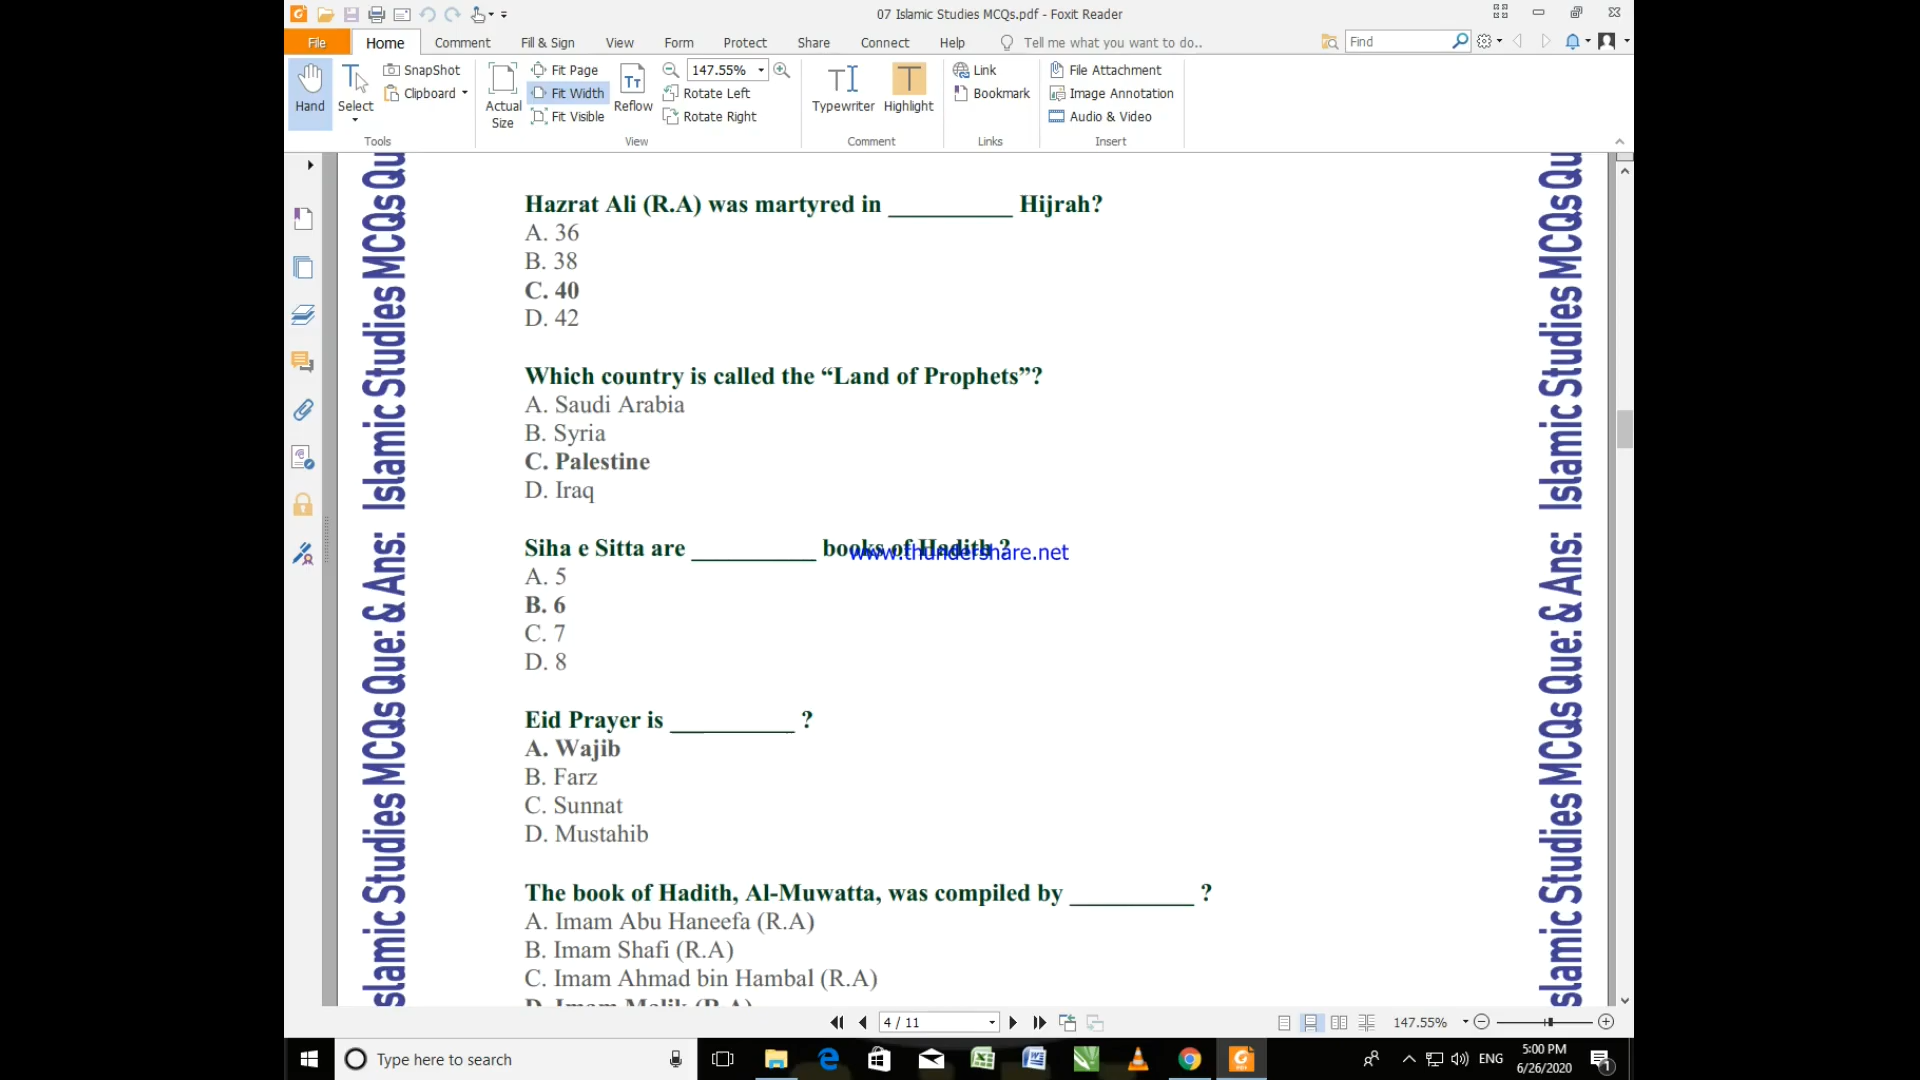 07 Islamic Studies MCQs.pdf - Foxit Reader
File Home Comment Fill & Sign View Form Protect Share Connect Help Tell me what you want to do.. Find
Hand
Select
SnapShot
Clipboard
Tools
Actual
Size
Fit Page
Fit Width
Fit Visible
Reflow
147.55%
Rotate Left
Rotate Right
View
Typewriter
Highlight
Comment
Link
Bookmark
Links
File Attachment
Image Annotation
Audio & Video
Insert
Islamic Studies MCQs Que: & Ans: Islamic Studies MCQs Qu
Hazrat Ali (R.A) was martyred in __________ Hijrah?
A. 36
B. 38
C. 40
D. 42
Which country is called the “Land of Prophets”?
A. Saudi Arabia
B. Syria
C. Palestine
D. Iraq
Siha e Sitta are __________ books of Hadith ?
www.thundershare.net
A. 5
B. 6
C. 7
D. 8
Eid Prayer is __________ ?
A. Wajib
B. Farz
C. Sunnat
D. Mustahib
The book of Hadith, Al-Muwatta, was compiled by __________ ?
A. Imam Abu Haneefa (R.A)
B. Imam Shafi (R.A)
C. Imam Ahmad bin Hambal (R.A)
D. Imam Malik (R.A)
slamic Studies MCQs Que: & Ans: Islamic Studies MCQs Qu
4 / 11
147.55%
Type here to search
ENG
5:00 PM
6/26/2020
1